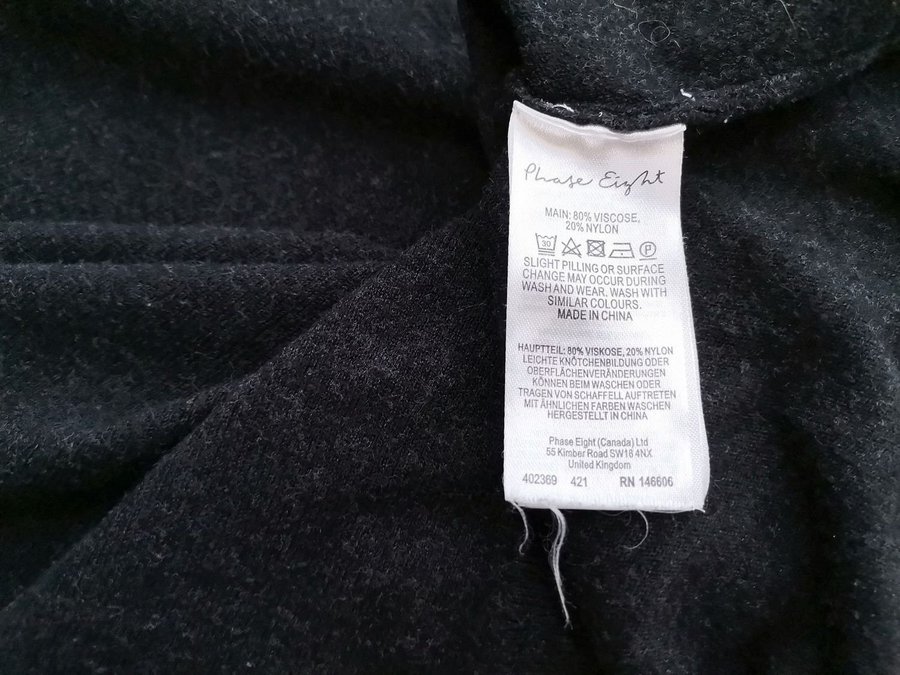 Phase Eight
MAIN: 80% VISCOSE,
20% NYLON
30 P
SLIGHT PILLING OR SURFACE
CHANGE MAY OCCUR DURING
WASH AND WEAR. WASH WITH
SIMILAR COLOURS.
MADE IN CHINA
HAUPTTEIL: 80% VISKOSE, 20% NYLON
LEICHTE KNÖTCHENBILDUNG ODER
OBERFLÄCHENVERÄNDERUNGEN
KÖNNEN BEIM WASCHEN ODER
TRAGEN VON SCHAFFELL AUFTRETEN
MIT ÄHNLICHEN FARBEN WASCHEN
HERGESTELLT IN CHINA
Phase Eight (Canada) Ltd
55 Kimber Road SW18 4NX
United Kingdom
402369 421 RN 146606